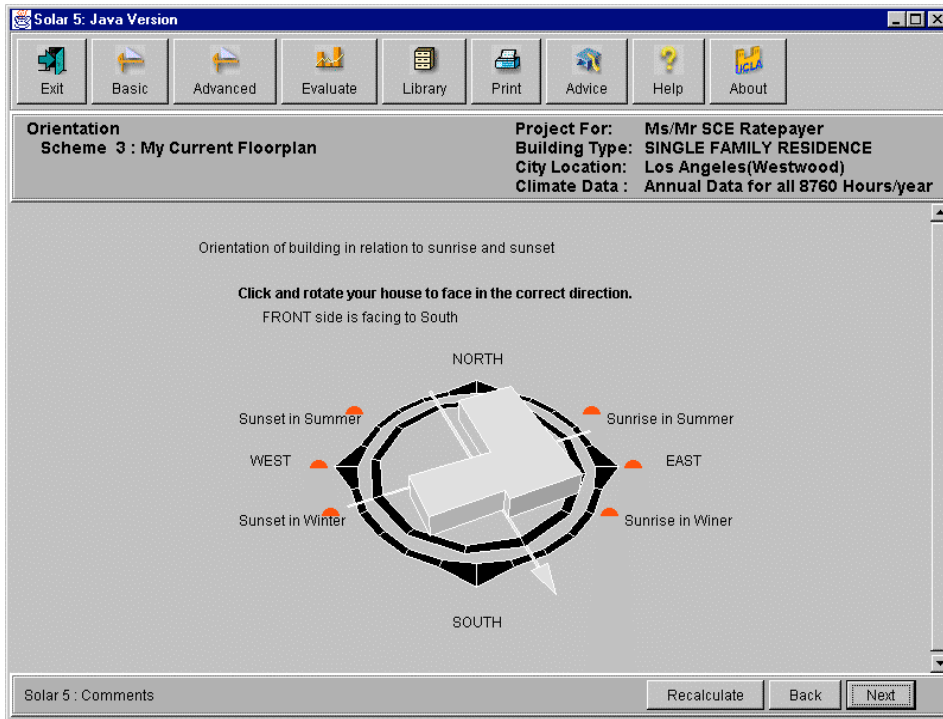 Solar 5: Java Version
Exit Basic Advanced Evaluate Library Print Advice Help UCLA About
Orientation
Scheme 3 : My Current Floorplan
Project For: Ms/Mr SCE Ratepayer
Building Type: SINGLE FAMILY RESIDENCE
City Location: Los Angeles(Westwood)
Climate Data : Annual Data for all 8760 Hours/year
Orientation of building in relation to sunrise and sunset
Click and rotate your house to face in the correct direction.
FRONT side is facing to South
NORTH
Sunset in Summer Sunrise in Summer
WEST EAST
Sunset in Winter Sunrise in Winer
SOUTH
Solar 5 : Comments Recalculate Back Next